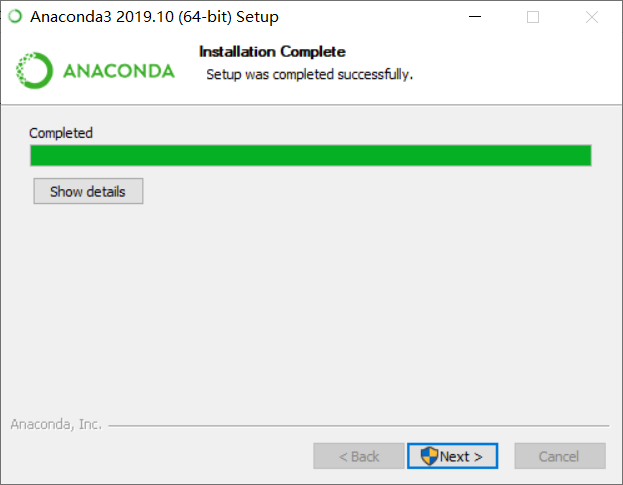 Anaconda3 2019.10 (64-bit) Setup
Installation Complete
ANACONDA
Setup was completed successfully.
Completed
Show details
Anaconda, Inc.
< Back
Next >
Cancel